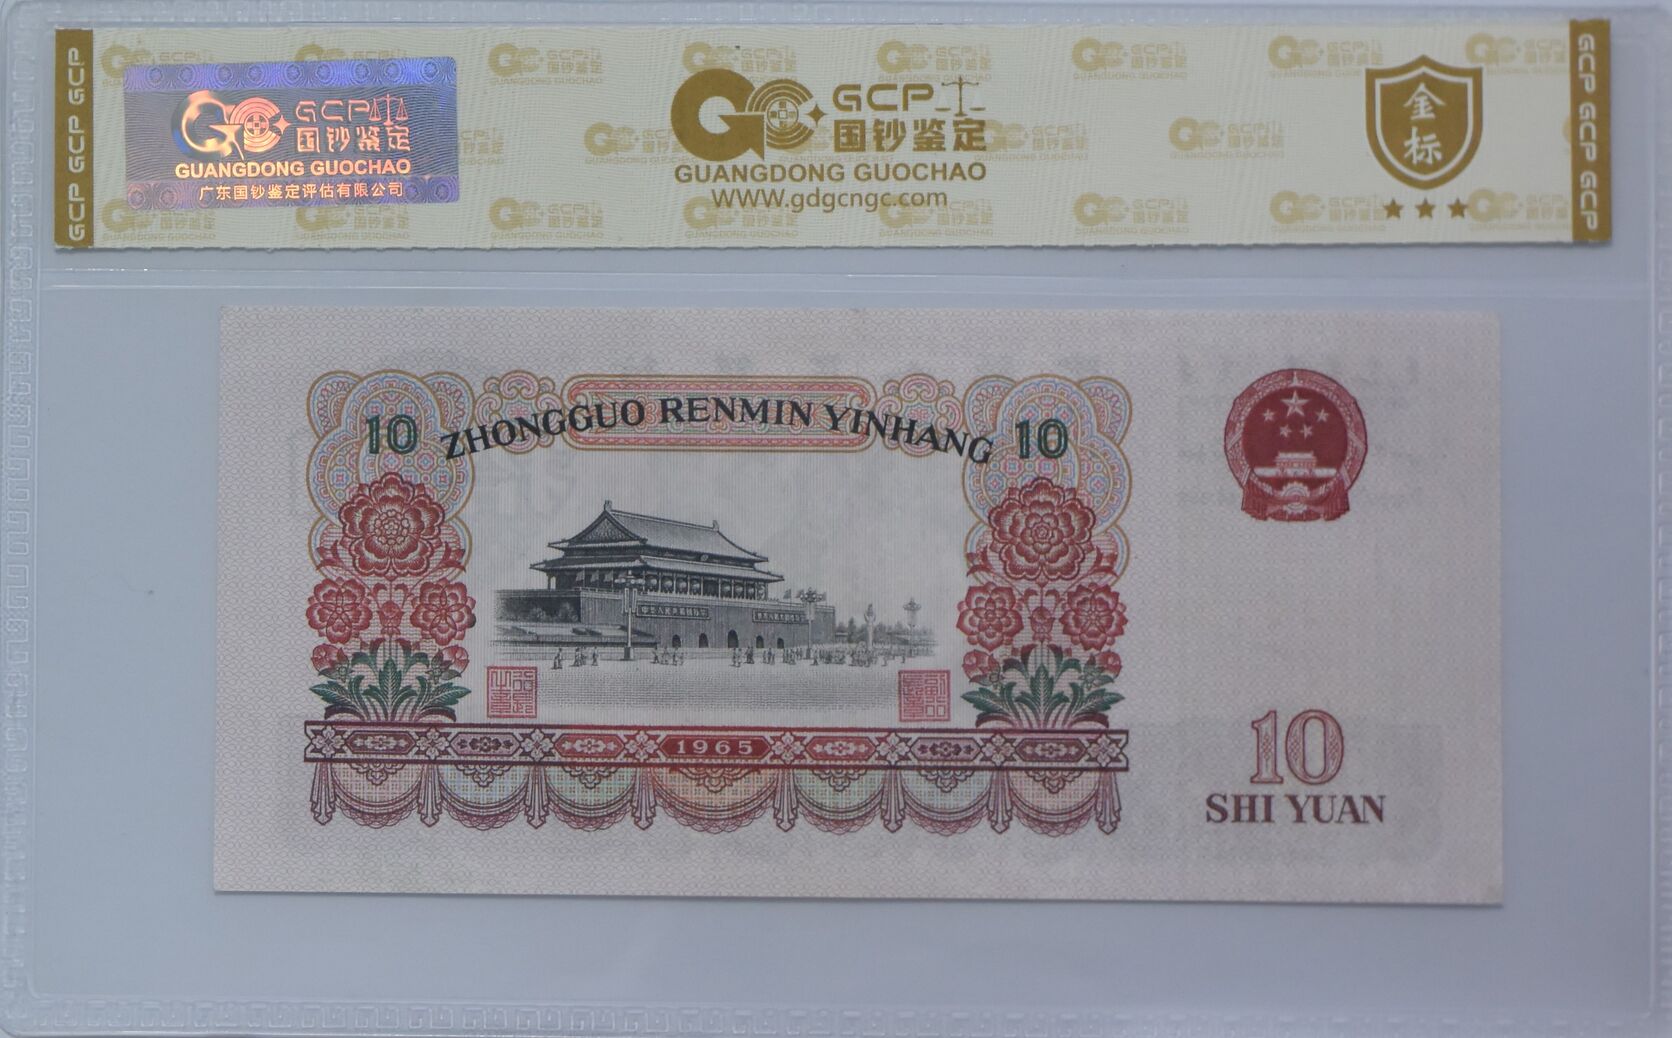 GCP GCP GCP
GCP
国钞鉴定
GUANGDONG GUOCHAO
广东国钞鉴定评估有限公司
GCP
国钞鉴定
GUANGDONG GUOCHAO
www.gdgcngc.com
金
标
GCP GCP GCP
10 ZHONGGUO RENMIN YINHANG 10
1965
10
SHI YUAN